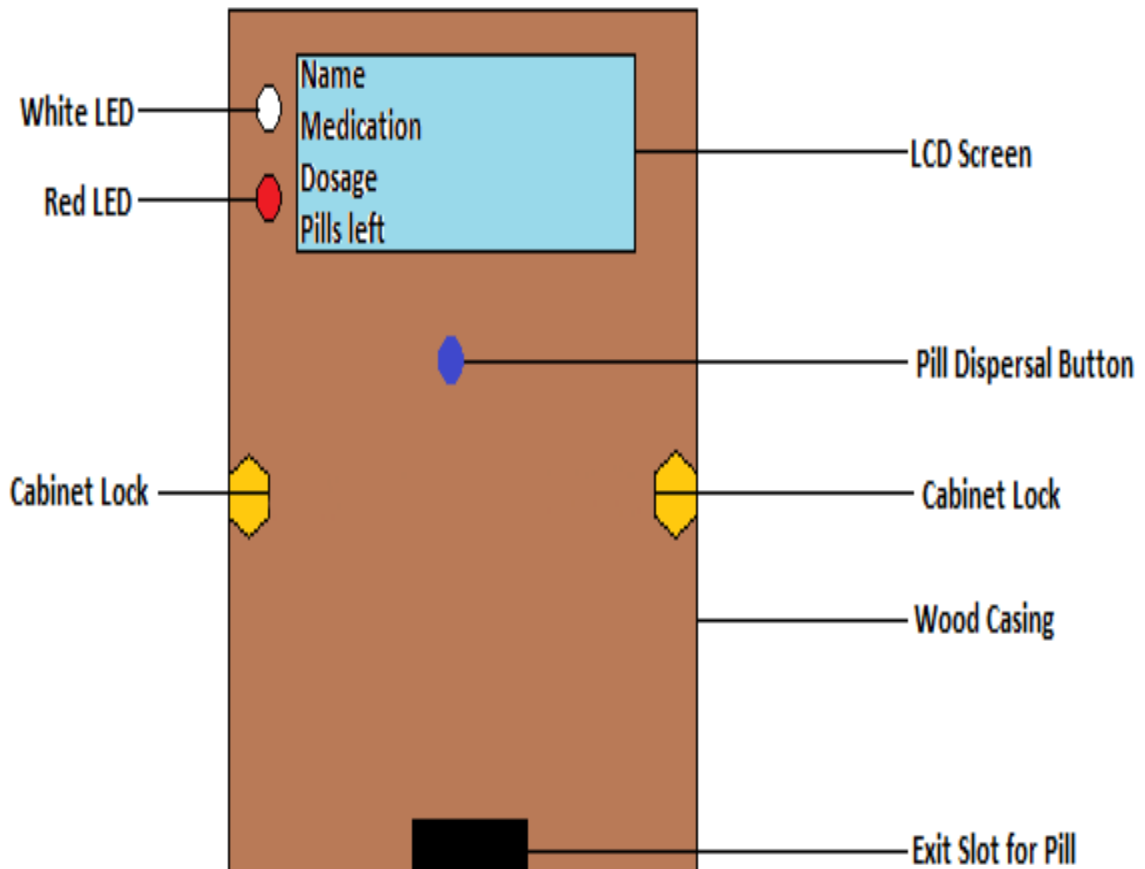 Name
White LED
Medication
LCD Screen
Dosage
Red LED
Pills left
Pill Dispersal Button
Cabinet Lock
Cabinet Lock
Wood Casing
Exit Slot for Pill